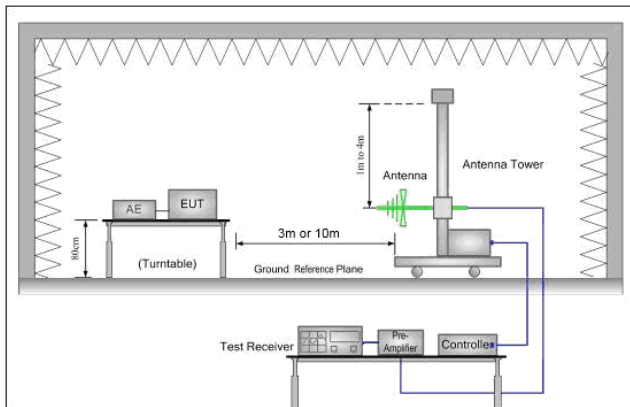 1m to 4m
Antenna
Antenna Tower
AE
EUT
80cm
3m or 10m
(Turntable)
Ground Reference Plane
Test Receiver
Pre-
Amplifier
Controlle